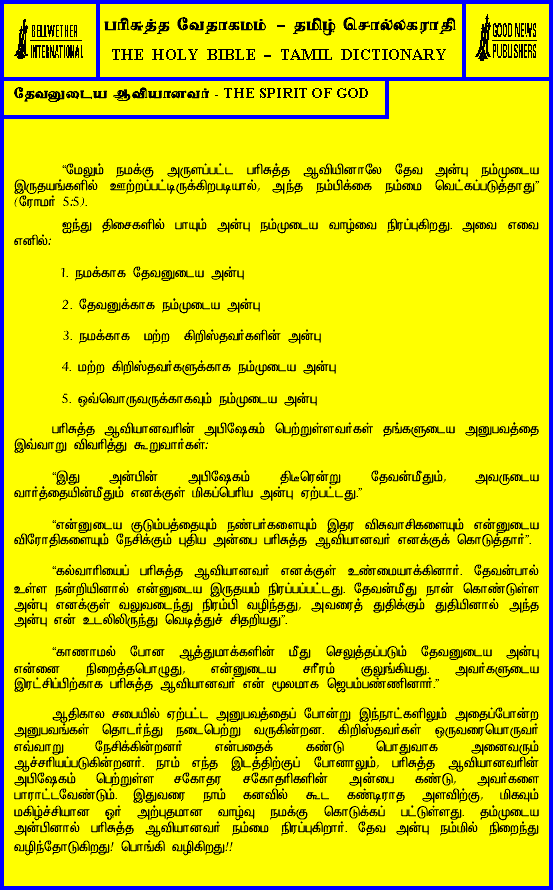 BELLWETHER
INTERNATIONAL
பரிசுத்த வேதாகமம் – தமிழ் சொல்லகராதி
THE HOLY BIBLE – TAMIL DICTIONARY
GOOD NEWS
PUBLISHERS
தேவனுடைய ஆவியானவர் - THE SPIRIT OF GOD
“மேலும் நமக்கு அருளப்பட்ட பரிசுத்த ஆவியினாலே தேவ அன்பு நம்முடைய
இருதயங்களில் ஊற்றப்பட்டிருக்கிறபடியால், அந்த நம்பிக்கை நம்மை வெட்கப்படுத்தாது”
(ரோமர் 5:5).
ஐந்து திசைகளில் பாயும் அன்பு நம்முடைய வாழ்வை நிரப்புகிறது. அவை எவை
எனில்:
1. நமக்காக தேவனுடைய அன்பு
2. தேவனுக்காக நம்முடைய அன்பு
3. நமக்காக மற்ற கிறிஸ்தவர்களின் அன்பு
4. மற்ற கிறிஸ்தவர்களுக்காக நம்முடைய அன்பு
5. ஒவ்வொருவருக்காகவும் நம்முடைய அன்பு
பரிசுத்த ஆவியானவரின் அபிஷேகம் பெற்றுள்ளவர்கள் தங்களுடைய அனுபவத்தை
இவ்வாறு விவரித்து கூறுவார்கள்:
“இது அன்பின் அபிஷேகம் திடீரென்று தேவன்மீதும், அவருடைய
வார்த்தையின்மீதும் எனக்குள் மிகப்பெரிய அன்பு ஏற்பட்டது.”
“என்னுடைய குடும்பத்தையும் நண்பர்களையும் இதர விசுவாசிகளையும் என்னுடைய
விரோதிகளையும் நேசிக்கும் புதிய அன்பை பரிசுத்த ஆவியானவர் எனக்குக் கொடுத்தார்”.
“கல்வாரியைப் பரிசுத்த ஆவியானவர் எனக்குள் உண்மையாக்கினார். தேவன்பால்
உள்ள நன்றியினால் என்னுடைய இருதயம் நிரப்பப்பட்டது. தேவன்மீது நான் கொண்டுள்ள
அன்பு எனக்குள் வலுவடைந்து நிரம்பி வழிந்தது, அவரைத் துதிக்கும் துதியினால் அந்த
அன்பு என் உடலிலிருந்து வெடித்துச் சிதறியது”.
“காணாமல் போன ஆத்துமாக்களின் மீது செலுத்தப்படும் தேவனுடைய அன்பு
என்னை நிறைத்தபொழுது, என்னுடைய சரீரம் குலுங்கியது. அவர்களுடைய
இரட்சிப்பிற்காக பரிசுத்த ஆவியானவர் என் மூலமாக ஜெபம்பண்ணினார்.”
ஆதிகால சபையில் ஏற்பட்ட அனுபவத்தைப் போன்று இந்நாட்களிலும் அதைப்போன்ற
அனுபவங்கள் தொடர்ந்து நடைபெற்று வருகின்றன. கிறிஸ்தவர்கள் ஒருவரையொருவர்
எவ்வாறு நேசிக்கின்றனர் என்பதைக் கண்டு பொதுவாக அனைவரும்
ஆச்சரியப்படுகின்றனர். நாம் எந்த இடத்திற்குப் போனாலும், பரிசுத்த ஆவியானவரின்
அபிஷேகம் பெற்றுள்ள சகோதர சகோதரிகளின் அன்பை கண்டு, அவர்களை
பாராட்டவேண்டும். இதுவரை நாம் கனவில் கூட கண்டிராத அளவிற்கு, மிகவும்
மகிழ்ச்சியான ஓர் அற்புதமான வாழ்வு நமக்கு கொடுக்கப் பட்டுள்ளது. தம்முடைய
அன்பினால் பரிசுத்த ஆவியானவர் நம்மை நிரப்புகிறார். தேவ அன்பு நம்மில் நிறைந்து
வழிந்தோடுகிறது! பொங்கி வழிகிறது!!